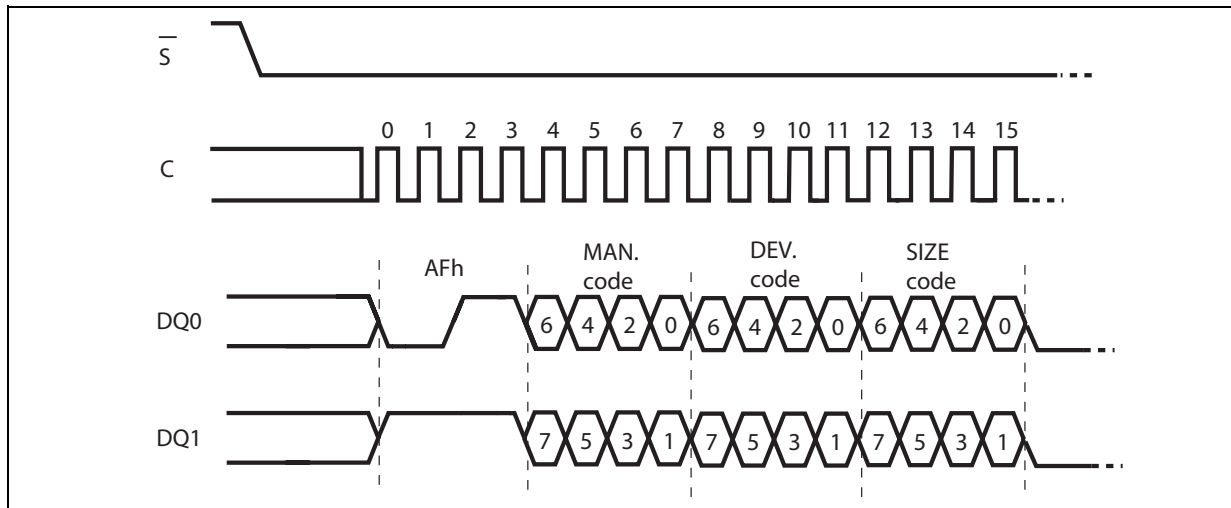 S
0 1 2 3 4 5 6 7 8 9 10 11 12 13 14 15
C
AFh
MAN.
code
DEV.
code
SIZE
code
DQ0
6 4 2 0 6 4 2 0 6 4 2 0
DQ1
7 5 3 1 7 5 3 1 7 5 3 1